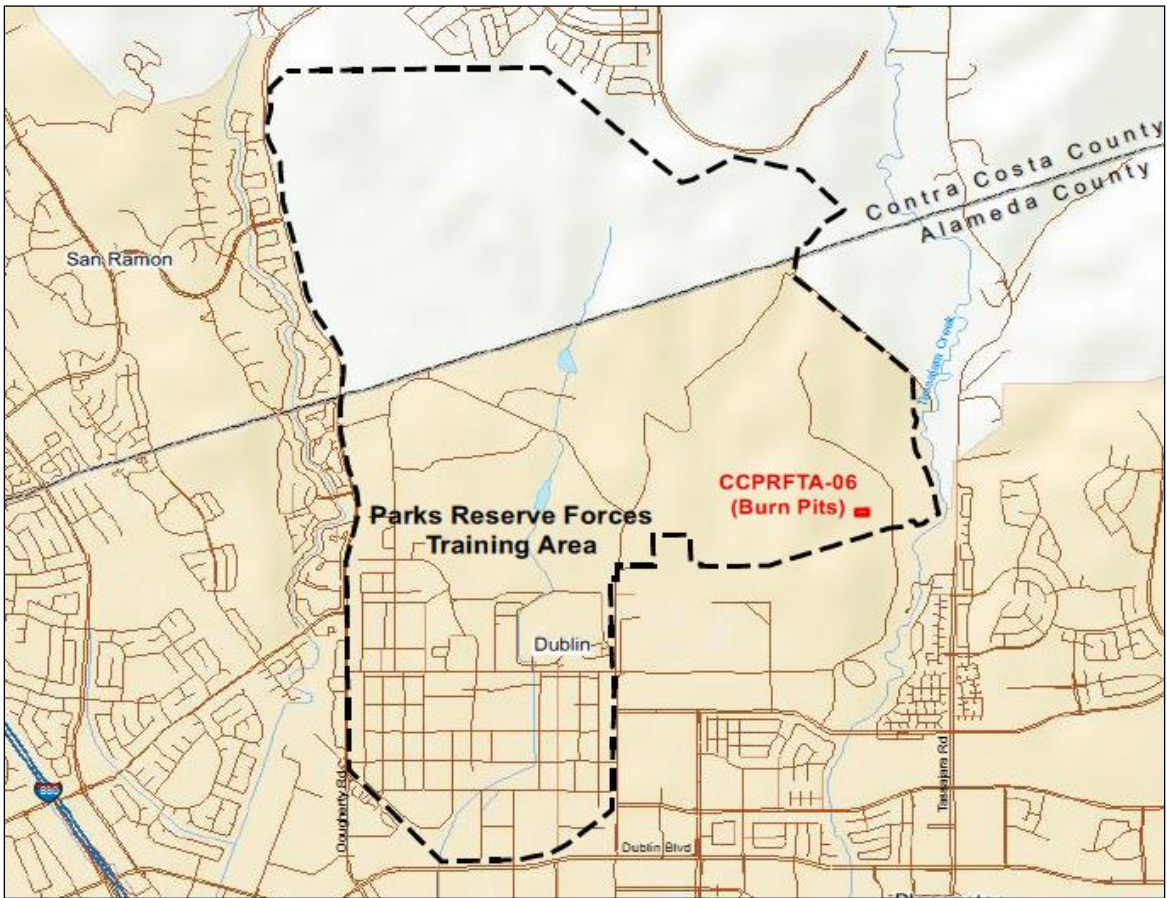 Contra Costa County
Alameda County
San Ramon
Tassajara Creek
CCPRFTA-06
(Burn Pits)
Parks Reserve Forces
Training Area
Dublin
Dougherty Rd
Tassajara Rd
Dublin Blvd